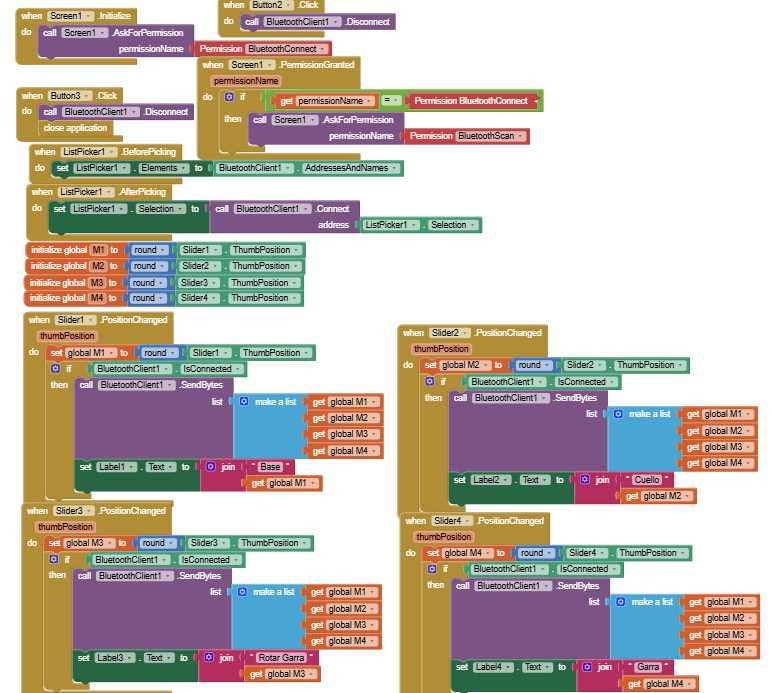 when Screen1 .Initialize
do call Screen1 .AskForPermission
permissionName Permission BluetoothConnect
when Button2 .Click
do call BluetoothClient1 .Disconnect
when Screen1 .PermissionGranted
permissionName
do if get permissionName = Permission BluetoothConnect
then call Screen1 .AskForPermission
permissionName Permission BluetoothScan
when Button3 .Click
do call BluetoothClient1 .Disconnect
close application
when ListPicker1 .BeforePicking
do set ListPicker1 . Elements to BluetoothClient1 . AddressesAndNames
when ListPicker1 .AfterPicking
do set ListPicker1 . Selection to call BluetoothClient1 .Connect
address ListPicker1 . Selection
initialize global M1 to round Slider1 . ThumbPosition
initialize global M2 to round Slider2 . ThumbPosition
initialize global M3 to round Slider3 . ThumbPosition
initialize global M4 to round Slider4 . ThumbPosition
when Slider1 .PositionChanged
thumbPosition
do set global M1 to round Slider1 . ThumbPosition
if BluetoothClient1 . IsConnected
then call BluetoothClient1 .SendBytes
list make a list get global M1
get global M2
get global M3
get global M4
set Label1 . Text to join " Base "
get global M1
when Slider2 .PositionChanged
thumbPosition
do set global M2 to round Slider2 . ThumbPosition
if BluetoothClient1 . IsConnected
then call BluetoothClient1 .SendBytes
list make a list get global M1
get global M2
get global M3
get global M4
set Label2 . Text to join " Cuello "
get global M2
when Slider3 .PositionChanged
thumbPosition
do set global M3 to round Slider3 . ThumbPosition
if BluetoothClient1 . IsConnected
then call BluetoothClient1 .SendBytes
list make a list get global M1
get global M2
get global M3
get global M4
set Label3 . Text to join " Rotar Garra "
get global M3
when Slider4 .PositionChanged
thumbPosition
do set global M4 to round Slider4 . ThumbPosition
if BluetoothClient1 . IsConnected
then call BluetoothClient1 .SendBytes
list make a list get global M1
get global M2
get global M3
get global M4
set Label4 . Text to join " Garra "
get global M4